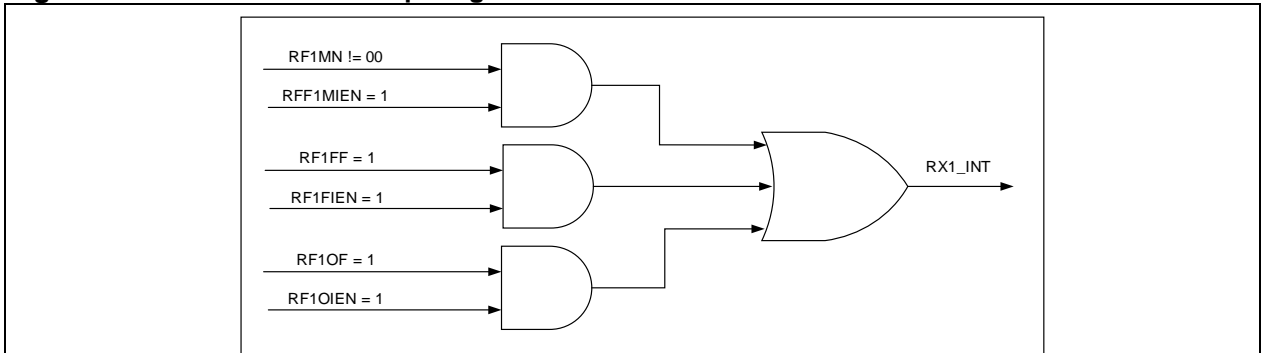 RF1MN != 00
RFF1MIEN = 1
RF1FF = 1
RF1FIEN = 1
RX1_INT
RF1OF = 1
RF1OIEN = 1